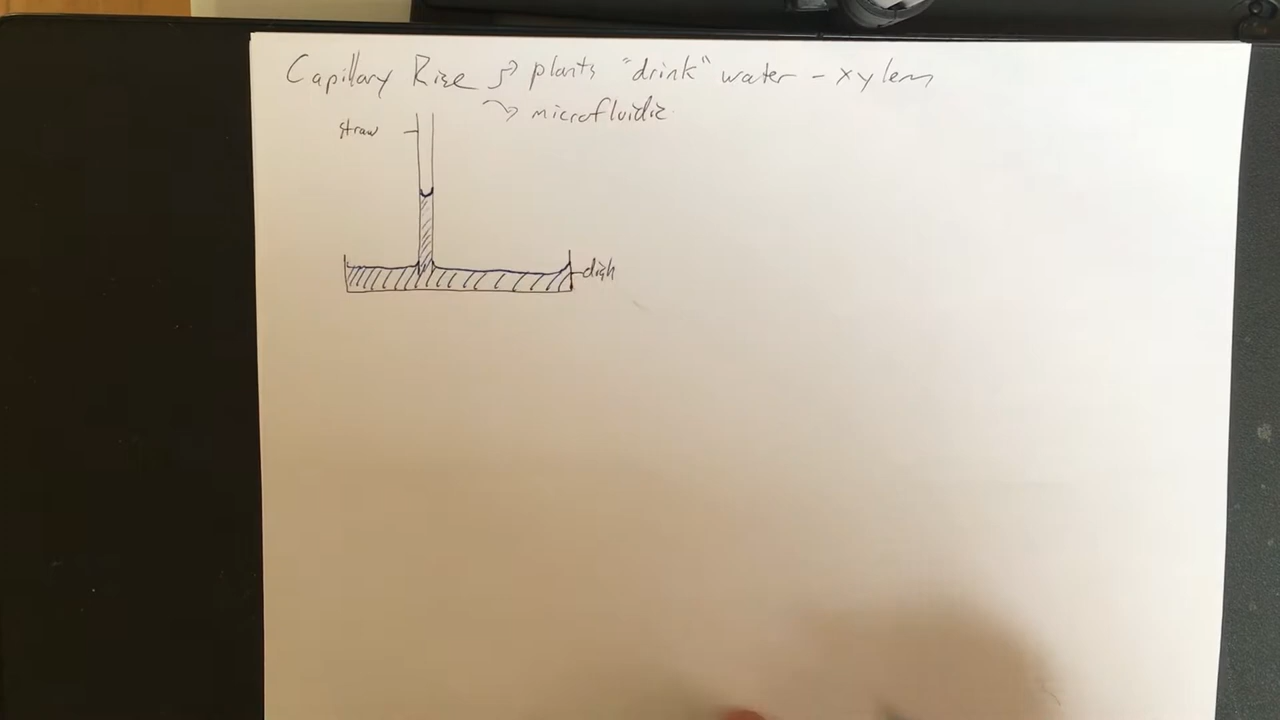 Capillary Rise → plants "drink" water - xylem
→ microfluidic
straw
dish